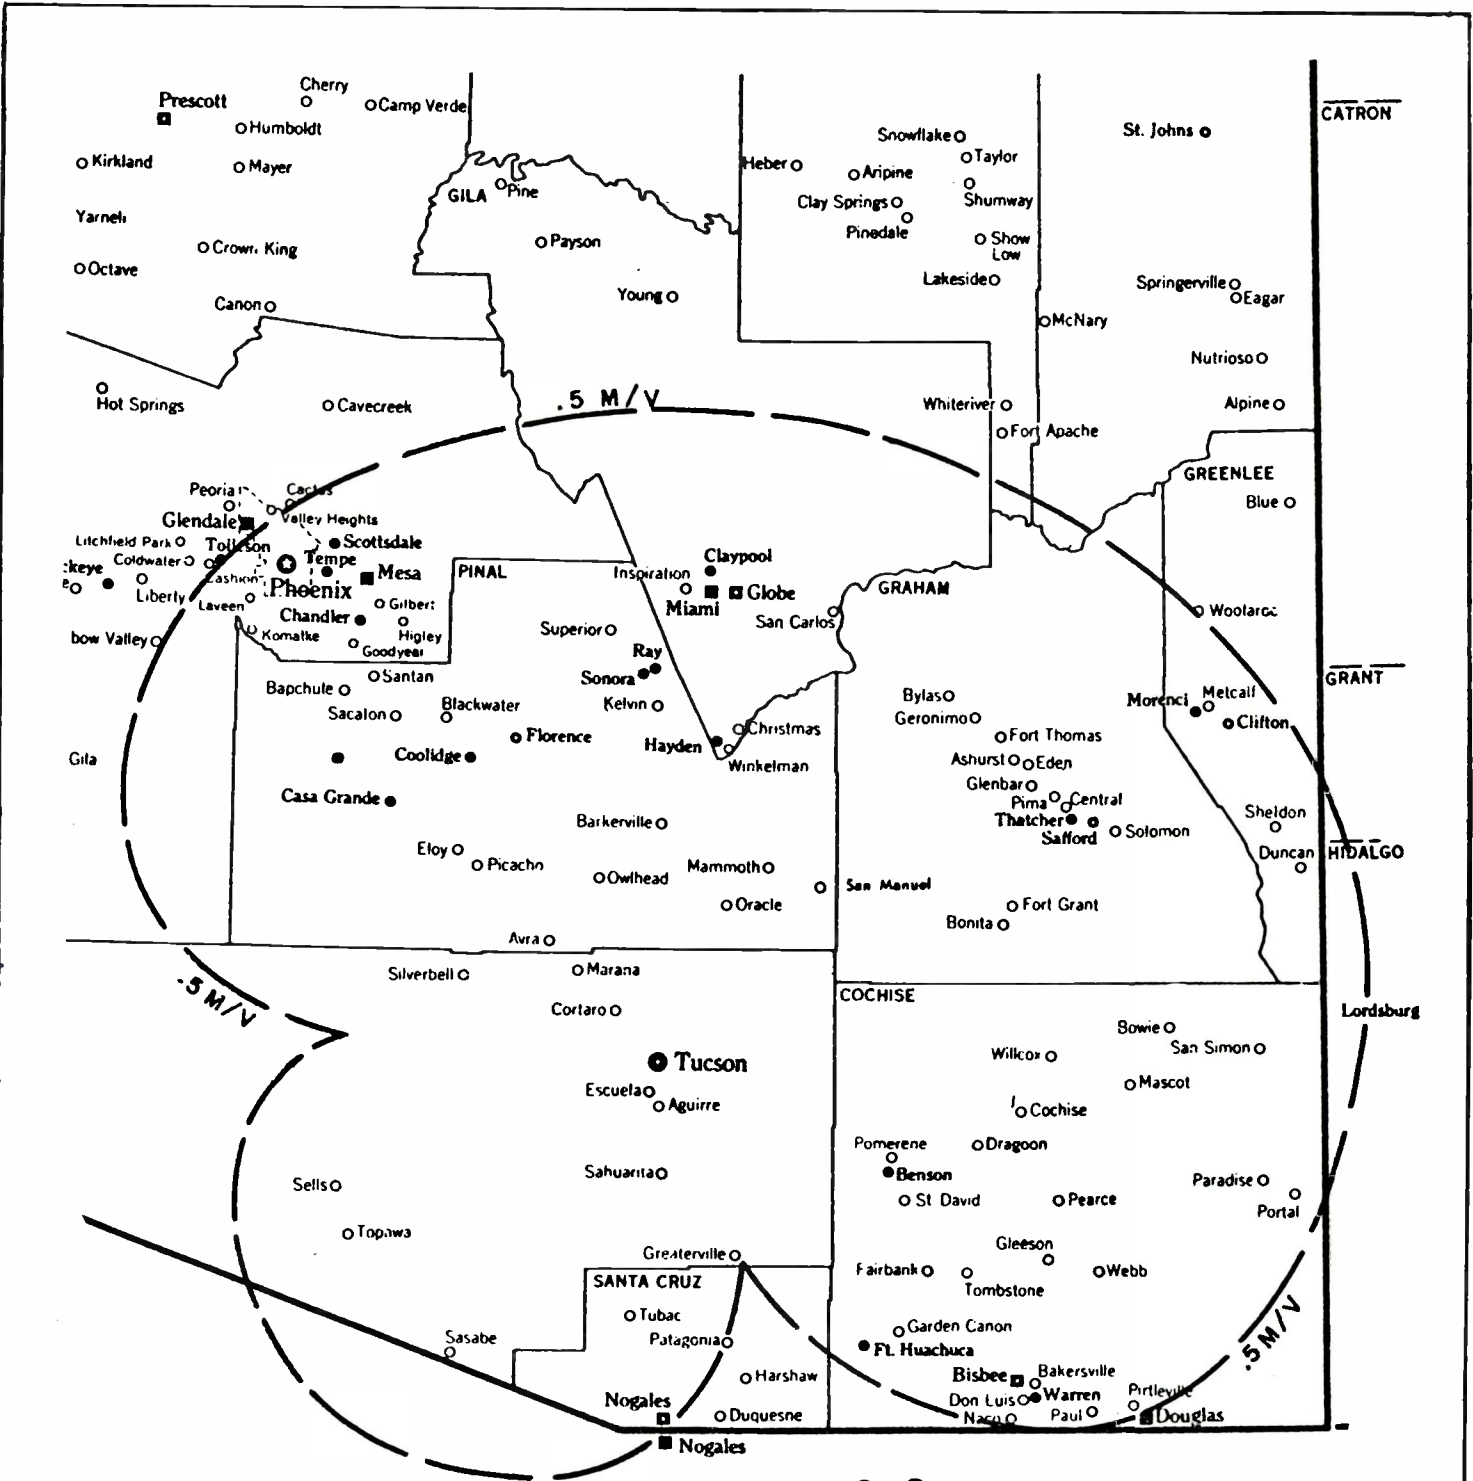 Cherry
Prescott
Camp Verde
Humboldt
CATRON
Snowflake
St. Johns
Taylor
Kirkland
Mayer
Heber
Aripine
GILA
Pine
Clay Springs
Shumway
Pinedale
Crown King
Payson
Show
Low
Octave
Lakeside
Young
Springerville
Eagar
Canon
McNary
Nutrioso
Hot Springs
Cavecreek
.5 M/V
Whiteriver
Alpine
Fort Apache
GREENLEE
Peoria
Cactus
Blue
Glendale
Valley Heights
Litchfield Park
Tolleson
Scottsdale
Coldwater
Tempe
Claypool
ckeye
Cashion
Mesa
PINAL
Inspiration
e
Liberty
Phoenix
Miami
Globe
GRAHAM
Laveen
Gilbert
Woolaroc
Chandler
San Carlos
bow Valley
Komatke
Higley
Superior
Goodyear
Ray
Santan
Sonora
GRANT
Bapchule
Bylas
Morenci
Metcalf
Sacalon
Blackwater
Kelvin
Geronimo
Clifton
Florence
Hayden
Christmas
Fort Thomas
Gila
Coolidge
Winkelman
Ashurst
Eden
Glenbar
Casa Grande
Pima
Central
Barkerville
Thatcher
Sheldon
Safford
Solomon
Eloy
Picacho
Duncan
HIDALGO
Mammoth
Owlhead
San Manuel
Oracle
Fort Grant
Bonita
Avra
Silverbell
Marana
.5 M/V
COCHISE
Cortaro
Lordsburg
Bowie
Willcox
San Simon
Tucson
Mascot
Escuela
Aguirre
Cochise
Pomerene
Dragoon
Benson
Sahuarita
Paradise
Sells
St David
Pearce
Portal
Topawa
Gleeson
Greaterville
Fairbank
Webb
SANTA CRUZ
Tombstone
Tubac
Garden Canon
.5 M/V
Sasabe
Patagonia
Ft. Huachuca
Harshaw
Bisbee
Bakersville
Nogales
Don Luis
Warren
Pirtleville
Duquesne
Naco
Paul
Douglas
Nogales